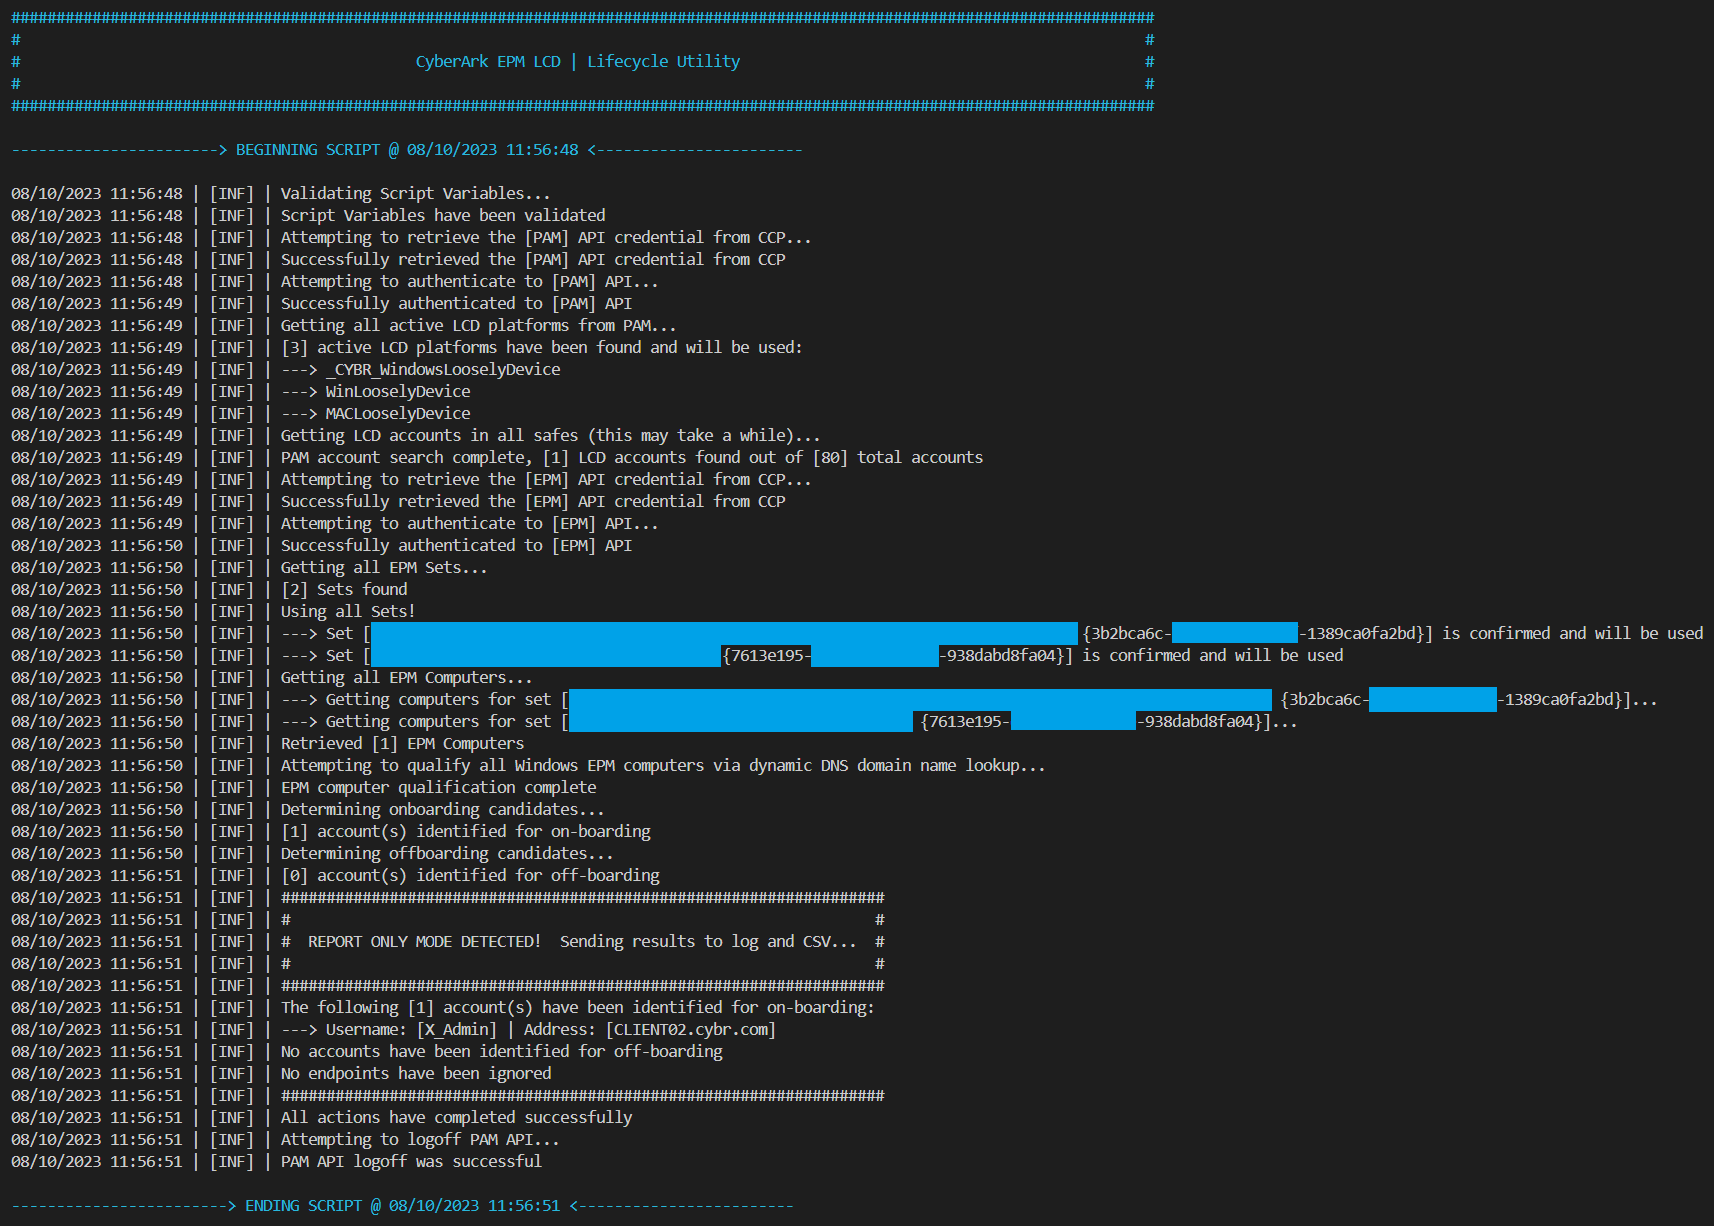 ###############################################################################################################################
#                                                                                                                             #
#                                            CyberArk EPM LCD | Lifecycle Utility                                             #
#                                                                                                                             #
###############################################################################################################################
-----------------------> BEGINNING SCRIPT @ 08/10/2023 11:56:48 <-----------------------
08/10/2023 11:56:48 | [INF] | Validating Script Variables...
08/10/2023 11:56:48 | [INF] | Script Variables have been validated
08/10/2023 11:56:48 | [INF] | Attempting to retrieve the [PAM] API credential from CCP...
08/10/2023 11:56:48 | [INF] | Successfully retrieved the [PAM] API credential from CCP
08/10/2023 11:56:48 | [INF] | Attempting to authenticate to [PAM] API...
08/10/2023 11:56:49 | [INF] | Successfully authenticated to [PAM] API
08/10/2023 11:56:49 | [INF] | Getting all active LCD platforms from PAM...
08/10/2023 11:56:49 | [INF] | [3] active LCD platforms have been found and will be used:
08/10/2023 11:56:49 | [INF] | ---> _CYBR_WindowsLooselyDevice
08/10/2023 11:56:49 | [INF] | ---> WinLooselyDevice
08/10/2023 11:56:49 | [INF] | ---> MACLooselyDevice
08/10/2023 11:56:49 | [INF] | Getting LCD accounts in all safes (this may take a while)...
08/10/2023 11:56:49 | [INF] | PAM account search complete, [1] LCD accounts found out of [80] total accounts
08/10/2023 11:56:49 | [INF] | Attempting to retrieve the [EPM] API credential from CCP...
08/10/2023 11:56:49 | [INF] | Successfully retrieved the [EPM] API credential from CCP
08/10/2023 11:56:49 | [INF] | Attempting to authenticate to [EPM] API...
08/10/2023 11:56:50 | [INF] | Successfully authenticated to [EPM] API
08/10/2023 11:56:50 | [INF] | Getting all EPM Sets...
08/10/2023 11:56:50 | [INF] | [2] Sets found
08/10/2023 11:56:50 | [INF] | Using all Sets!
08/10/2023 11:56:50 | [INF] | ---> Set [ {3b2bca6c- -1389ca0fa2bd}] is confirmed and will be used
08/10/2023 11:56:50 | [INF] | ---> Set [ {7613e195- -938dabd8fa04}] is confirmed and will be used
08/10/2023 11:56:50 | [INF] | Getting all EPM Computers...
08/10/2023 11:56:50 | [INF] | ---> Getting computers for set [ {3b2bca6c- -1389ca0fa2bd}]...
08/10/2023 11:56:50 | [INF] | ---> Getting computers for set [ {7613e195- -938dabd8fa04}]...
08/10/2023 11:56:50 | [INF] | Retrieved [1] EPM Computers
08/10/2023 11:56:50 | [INF] | Attempting to qualify all Windows EPM computers via dynamic DNS domain name lookup...
08/10/2023 11:56:50 | [INF] | EPM computer qualification complete
08/10/2023 11:56:50 | [INF] | Determining onboarding candidates...
08/10/2023 11:56:50 | [INF] | [1] account(s) identified for on-boarding
08/10/2023 11:56:50 | [INF] | Determining offboarding candidates...
08/10/2023 11:56:51 | [INF] | [0] account(s) identified for off-boarding
08/10/2023 11:56:51 | [INF] | ###################################################################
08/10/2023 11:56:51 | [INF] | #                                                                 #
08/10/2023 11:56:51 | [INF] | #  REPORT ONLY MODE DETECTED!  Sending results to log and CSV...  #
08/10/2023 11:56:51 | [INF] | #                                                                 #
08/10/2023 11:56:51 | [INF] | ###################################################################
08/10/2023 11:56:51 | [INF] | The following [1] account(s) have been identified for on-boarding:
08/10/2023 11:56:51 | [INF] | ---> Username: [X_Admin] | Address: [CLIENT02.cybr.com]
08/10/2023 11:56:51 | [INF] | No accounts have been identified for off-boarding
08/10/2023 11:56:51 | [INF] | No endpoints have been ignored
08/10/2023 11:56:51 | [INF] | ###################################################################
08/10/2023 11:56:51 | [INF] | All actions have completed successfully
08/10/2023 11:56:51 | [INF] | Attempting to logoff PAM API...
08/10/2023 11:56:51 | [INF] | PAM API logoff was successful
------------------------> ENDING SCRIPT @ 08/10/2023 11:56:51 <------------------------